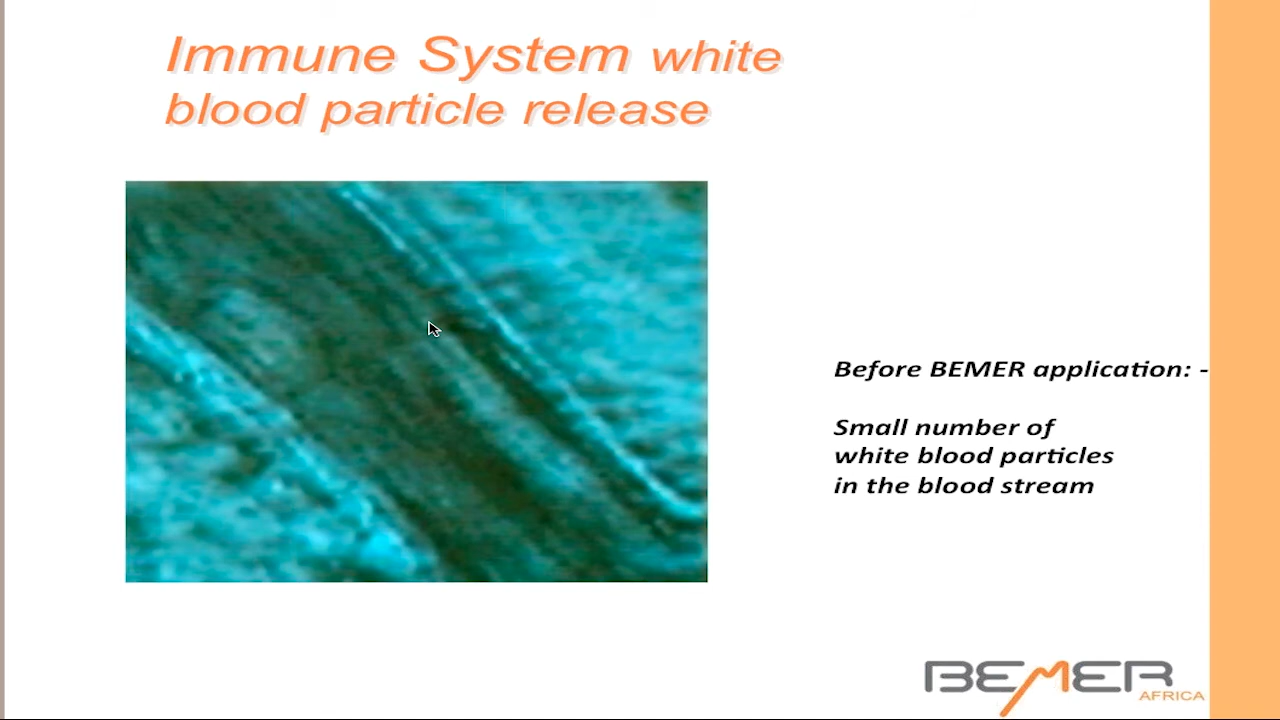 Immune System white
blood particle release
Before BEMER application: -
Small number of
white blood particles
in the blood stream
BEMER
AFRICA